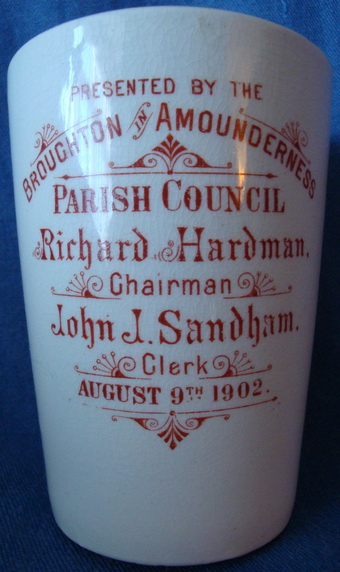 PRESENTED BY THE
BROUGHTON IN AMOUNDERNESS
PARISH COUNCIL
Richard Hardman,
Chairman
John J. Sandham.
Clerk
AUGUST 9TH 1902.